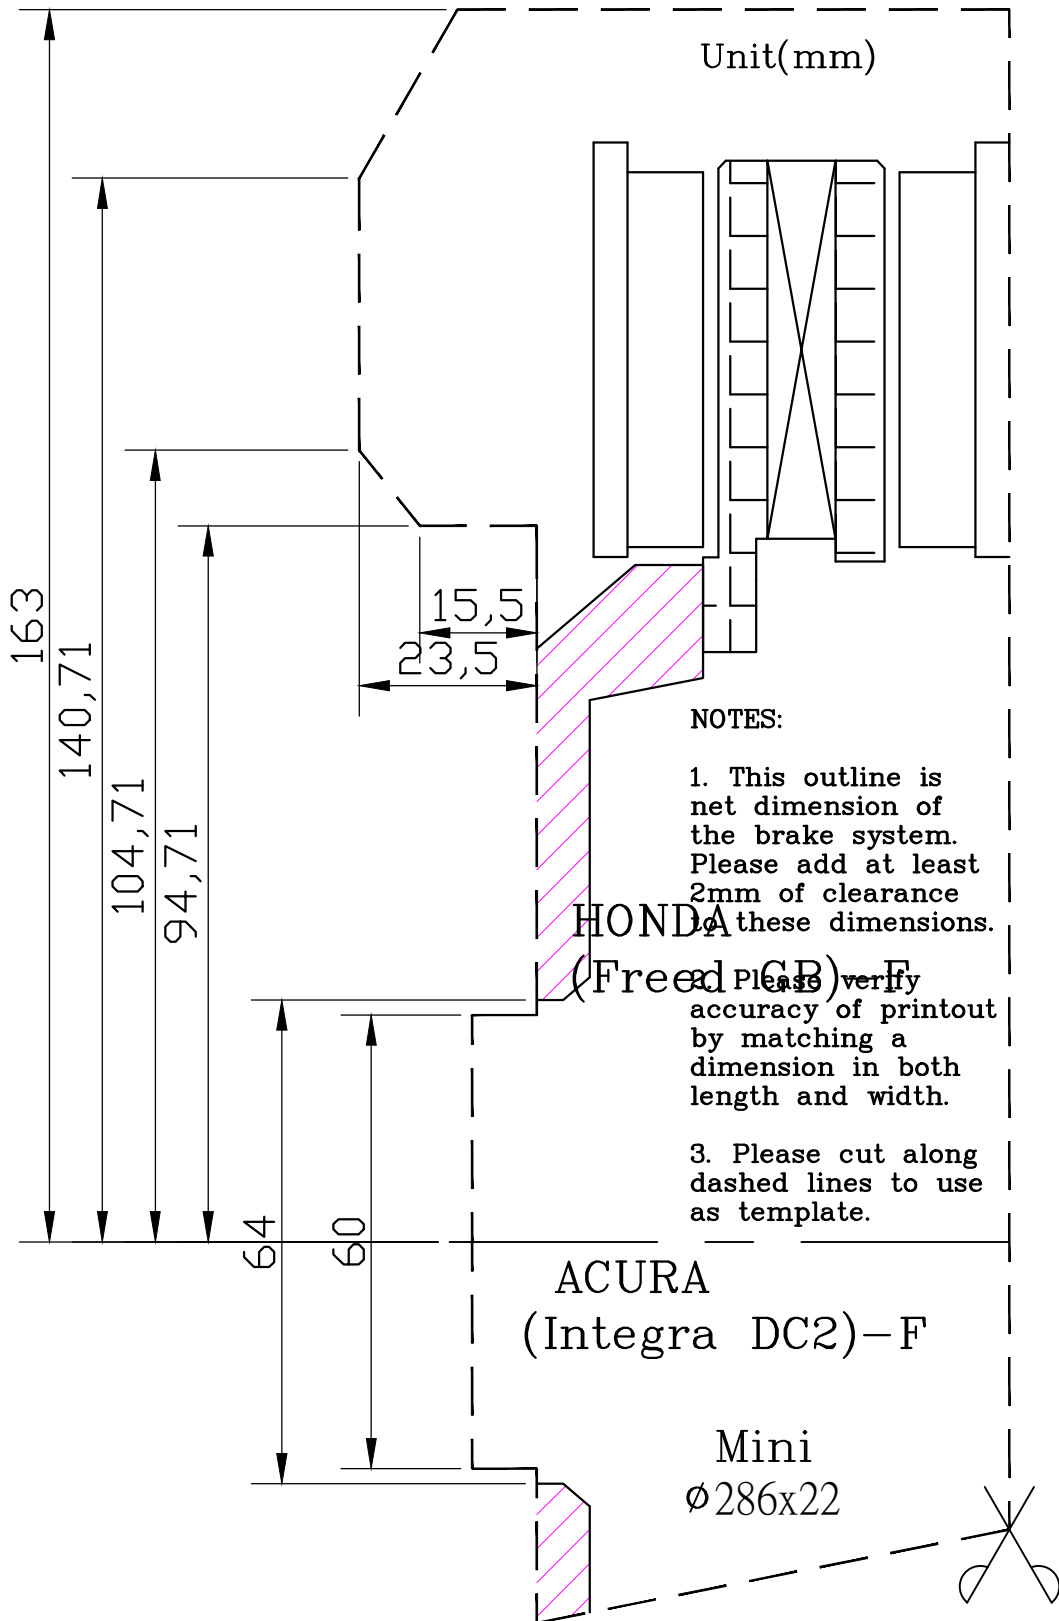 Unit(mm)
163
140,71
104,71
94,71
15,5
23,5
NOTES:
1. This outline is
net dimension of
the brake system.
Please add at least
2mm of clearance
to these dimensions.
HONDA
(Freed GB)-F
2. Please verify
accuracy of printout
by matching a
dimension in both
length and width.
3. Please cut along
dashed lines to use
as template.
64
60
ACURA
(Integra DC2)-F
Mini
Ø286x22